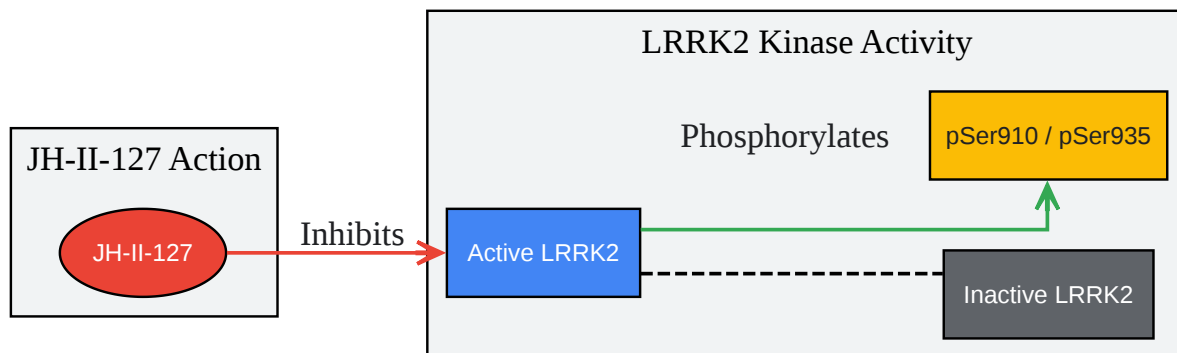 LRRK2 Kinase Activity
JH-II-127 Action
Phosphorylates
pSer910 / pSer935
JH-II-127
Inhibits
Active LRRK2
Inactive LRRK2